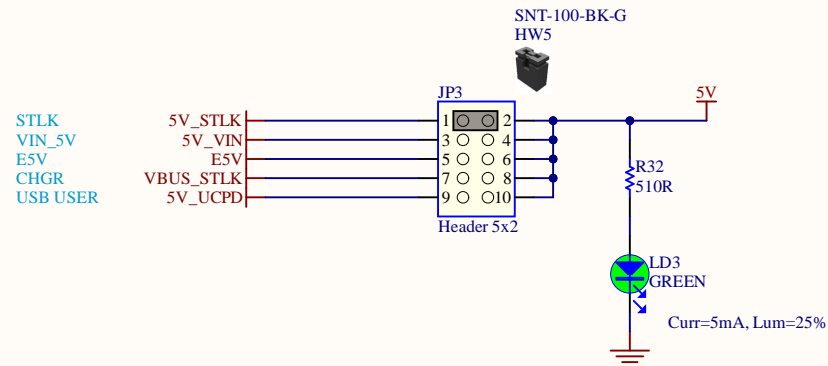 SNT-100-BK-G
HW5
JP3
5V
STLK 5V_STLK 1 2
VIN_5V 5V_VIN 3 4
E5V E5V 5 6
CHGR VBUS_STLK 7 8
USB USER 5V_UCPD 9 10
Header 5x2
R32
510R
LD3
GREEN
Curr=5mA, Lum=25%